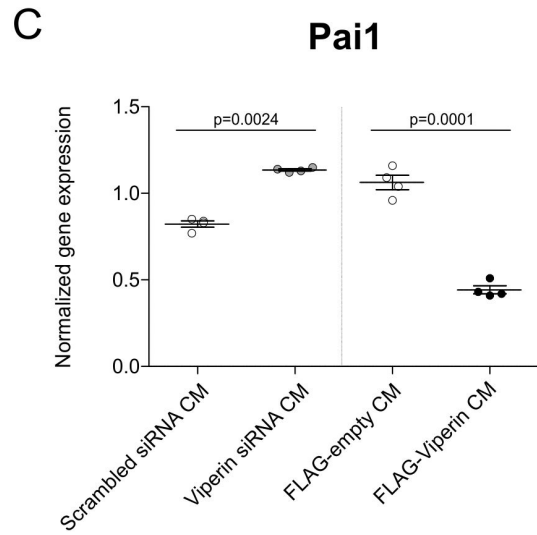 C
Pai1
Normalized gene expression
1.5
1.0
0.5
0.0
p=0.0024
p=0.0001
Scrambled siRNA CM
Viperin siRNA CM
FLAG-empty CM
FLAG-Viperin CM